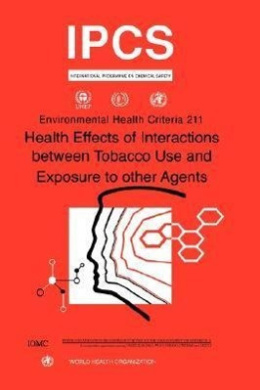 IPCS
INTERNATIONAL PROGRAMME ON CHEMICAL SAFETY
Environmental Health Criteria 211
Health Effects of Interactions
between Tobacco Use and
Exposure to other Agents
IOMC
WORLD HEALTH ORGANIZATION